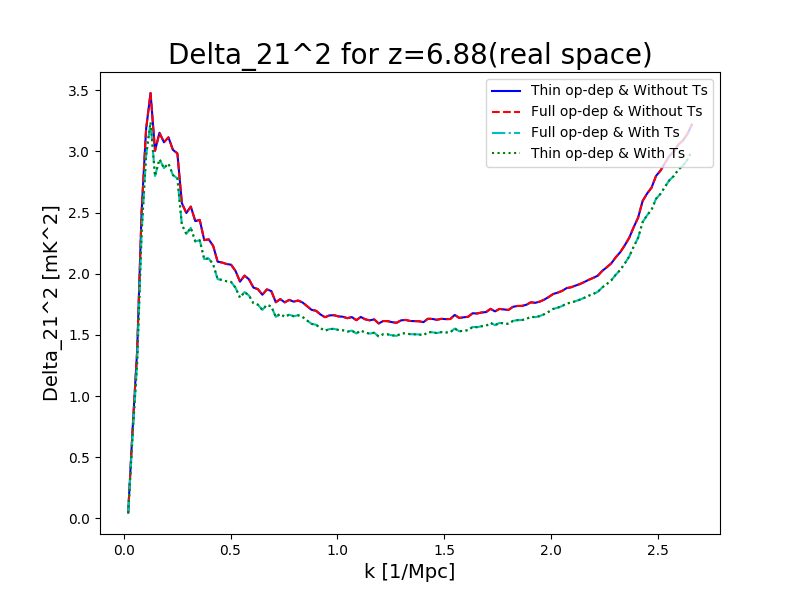 Delta_21^2 for z=6.88(real space)
Thin op-dep & Without Ts
Full op-dep & Without Ts
Full op-dep & With Ts
Thin op-dep & With Ts
Delta_21^2 [mK^2]
3.5
3.0
2.5
2.0
1.5
1.0
0.5
0.0
0.0 0.5 1.0 1.5 2.0 2.5
k [1/Mpc]